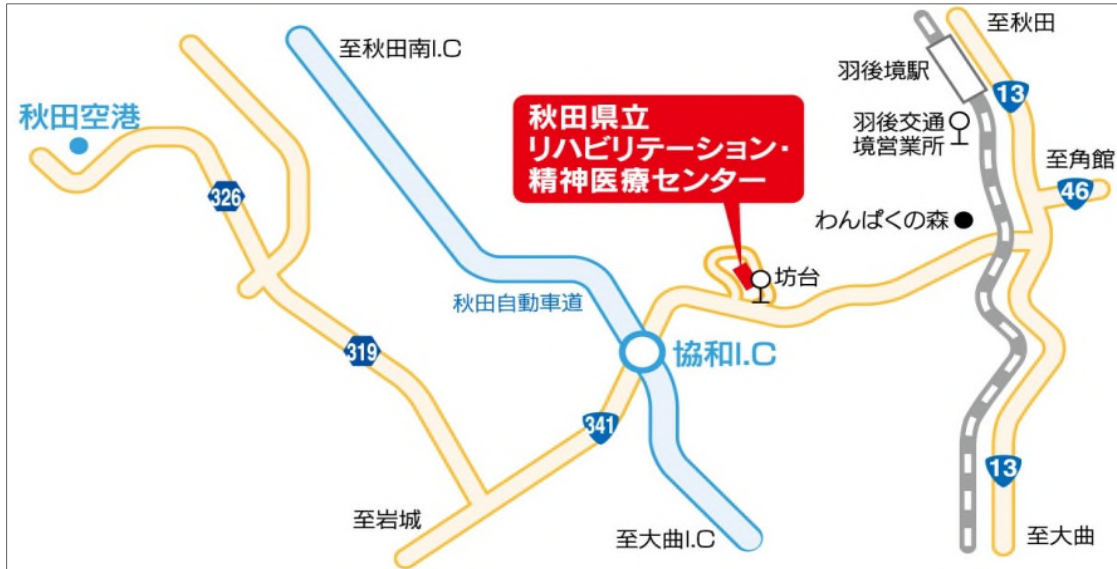 至秋田
至秋田南I.C
羽後境駅
13
秋田空港
秋田県立
リハビリテーション・
精神医療センター
羽後交通
境営業所
至角館
46
326
わんぱくの森
坊台
秋田自動車道
319
協和I.C
341
13
至岩城
至大曲I.C
至大曲